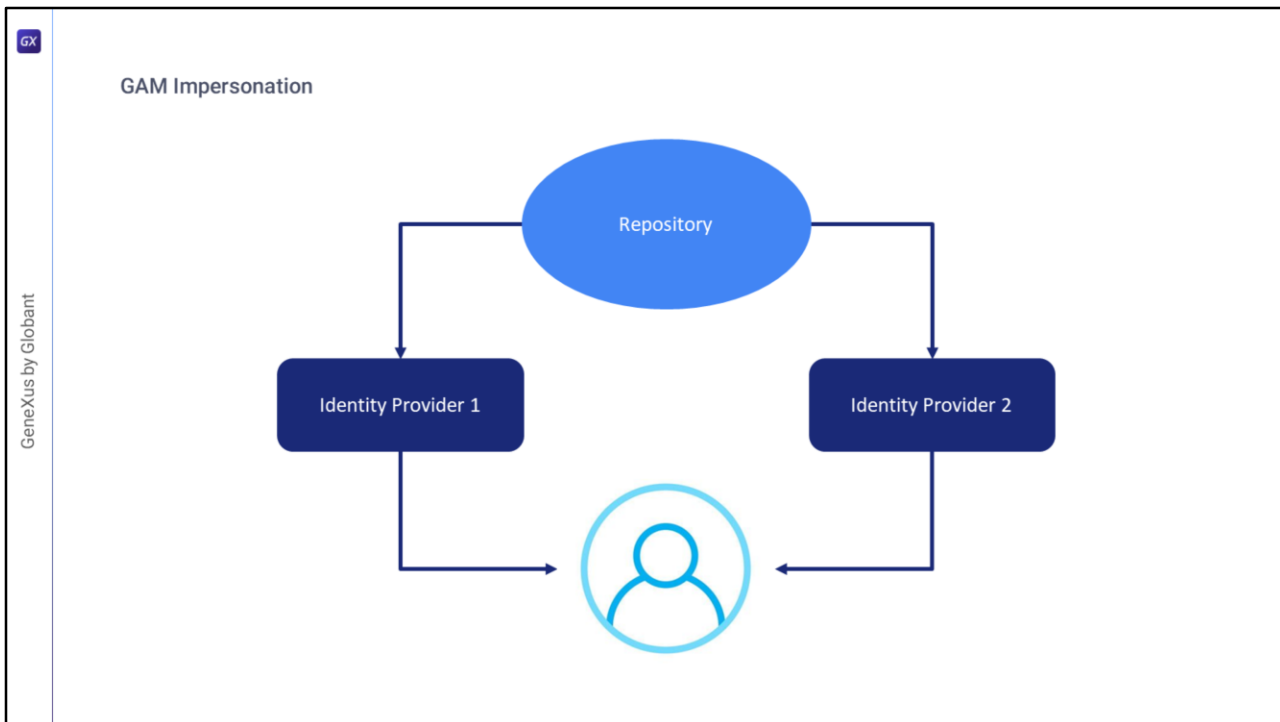 GX
GAM Impersonation
Repository
Identity Provider 1
Identity Provider 2
GeneXus by Globant